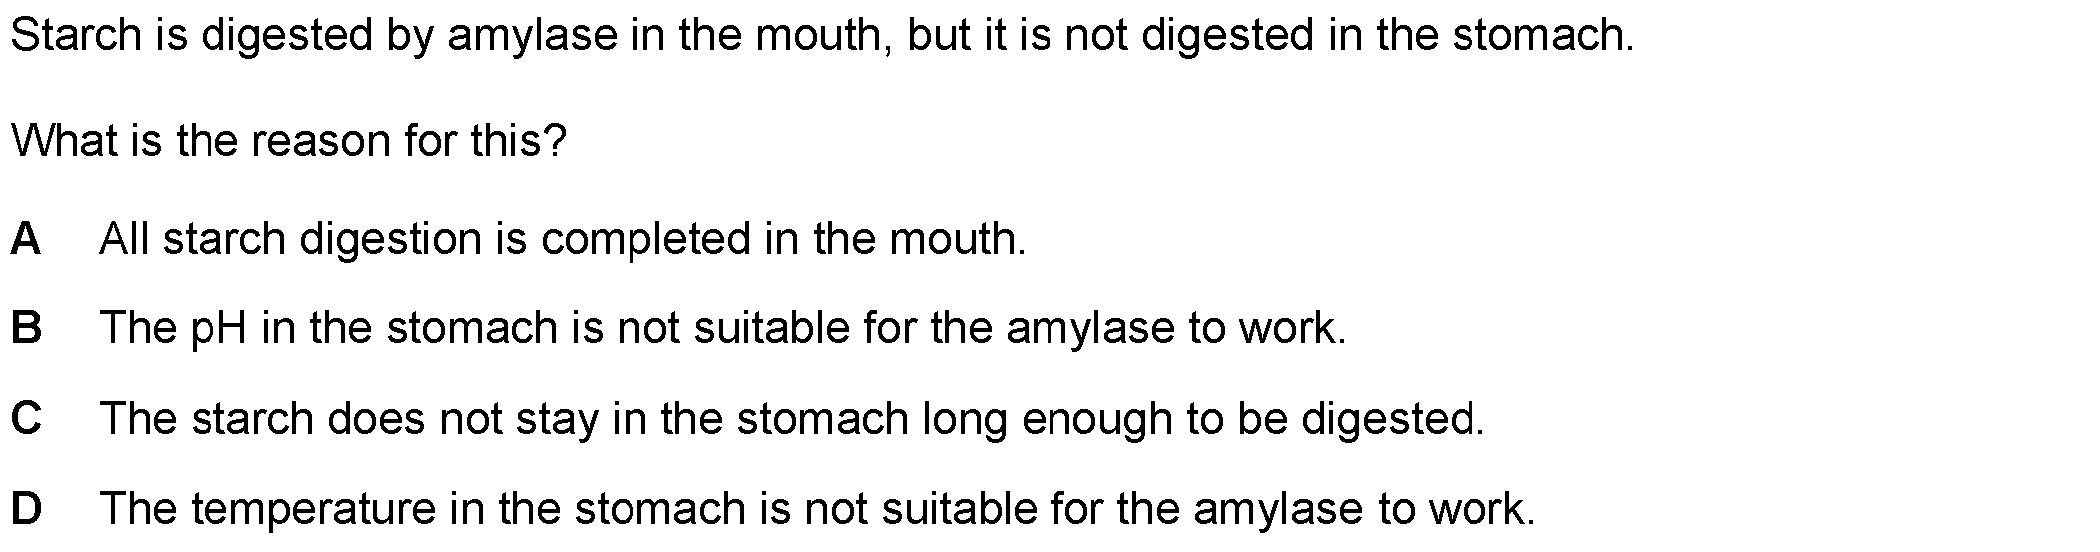 Starch is digested by amylase in the mouth, but it is not digested in the stomach.
What is the reason for this?
A All starch digestion is completed in the mouth.
B The pH in the stomach is not suitable for the amylase to work.
C The starch does not stay in the stomach long enough to be digested.
D The temperature in the stomach is not suitable for the amylase to work.